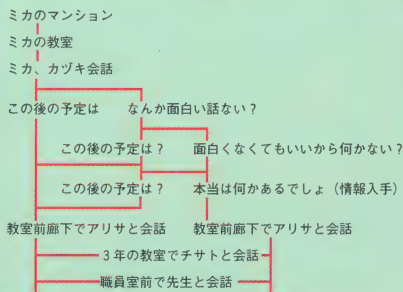 ミカのマンション
ミカの教室
ミカ、カヅキ会話
この後の予定は　なんか面白い話ない？
この後の予定は？　面白くなくてもいいから何かない？
この後の予定は？　本当は何かあるでしょ（情報入手）
教室前廊下でアリサと会話　教室前廊下でアリサと会話
３年の教室でチサトと会話
職員室前で先生と会話